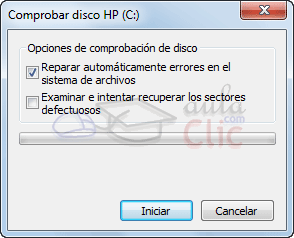 Comprobar disco HP (C:)
Opciones de comprobación de disco
Reparar automáticamente errores en el
sistema de archivos
Examinar e intentar recuperar los sectores
defectuosos
aula
.com
Clic
Iniciar
Cancelar